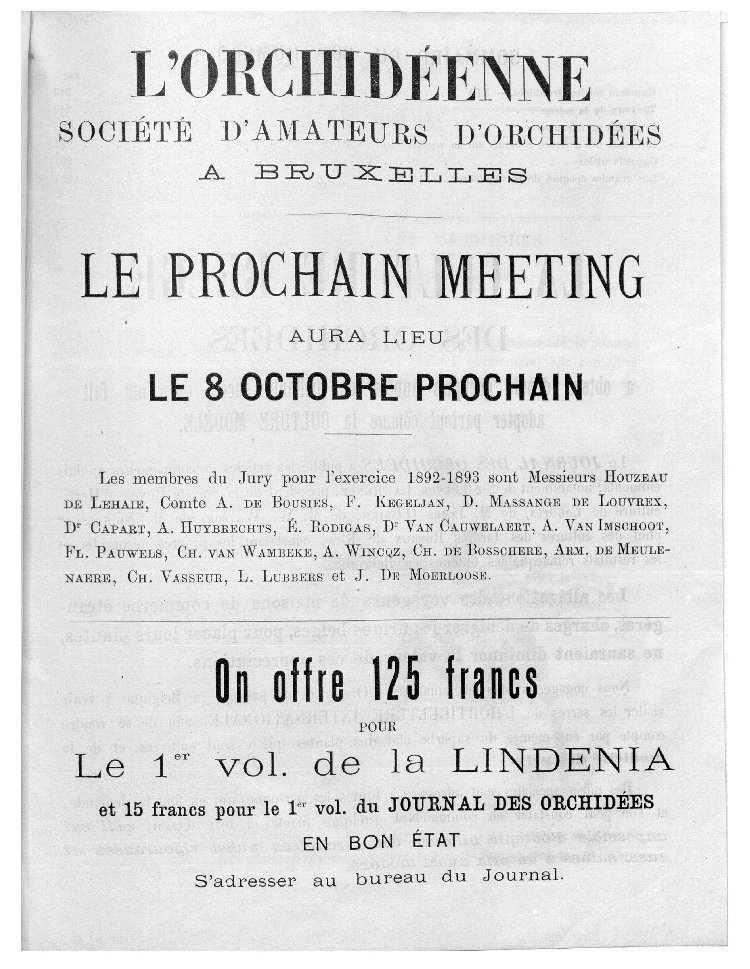 L'ORCHIDÉENNE
SOCIÉTÉ D'AMATEURS D'ORCHIDÉES
A BRUXELLES
LE PROCHAIN MEETING
AURA LIEU
LE 8 OCTOBRE PROCHAIN
Les membres du Jury pour l'exercice 1892-1893 sont Messieurs HOUZEAU
DE LEHAIE, Comte A. DE BOUSIES, F. KEGELJAN, D. MASSANGE DE LOUVREX,
Dr CAPART, A. HUYBRECHTS, É. RODIGAS, Dr VAN CAUWELAERT, A. VAN IMSCHOOT,
FL. PAUWELS, CH. VAN WAMBEKE, A. WINCQZ, CH. DE BOSSCHERE, ARM. DE MEULE-
NAERE, CH. VASSEUR, L. LUBBERS et J. DE MOERLOOSE.
On offre 125 francs
POUR
Le 1er vol. de la LINDENIA
et 15 francs pour le 1er vol. du JOURNAL DES ORCHIDÉES
EN BON ÉTAT
S'adresser au bureau du Journal.